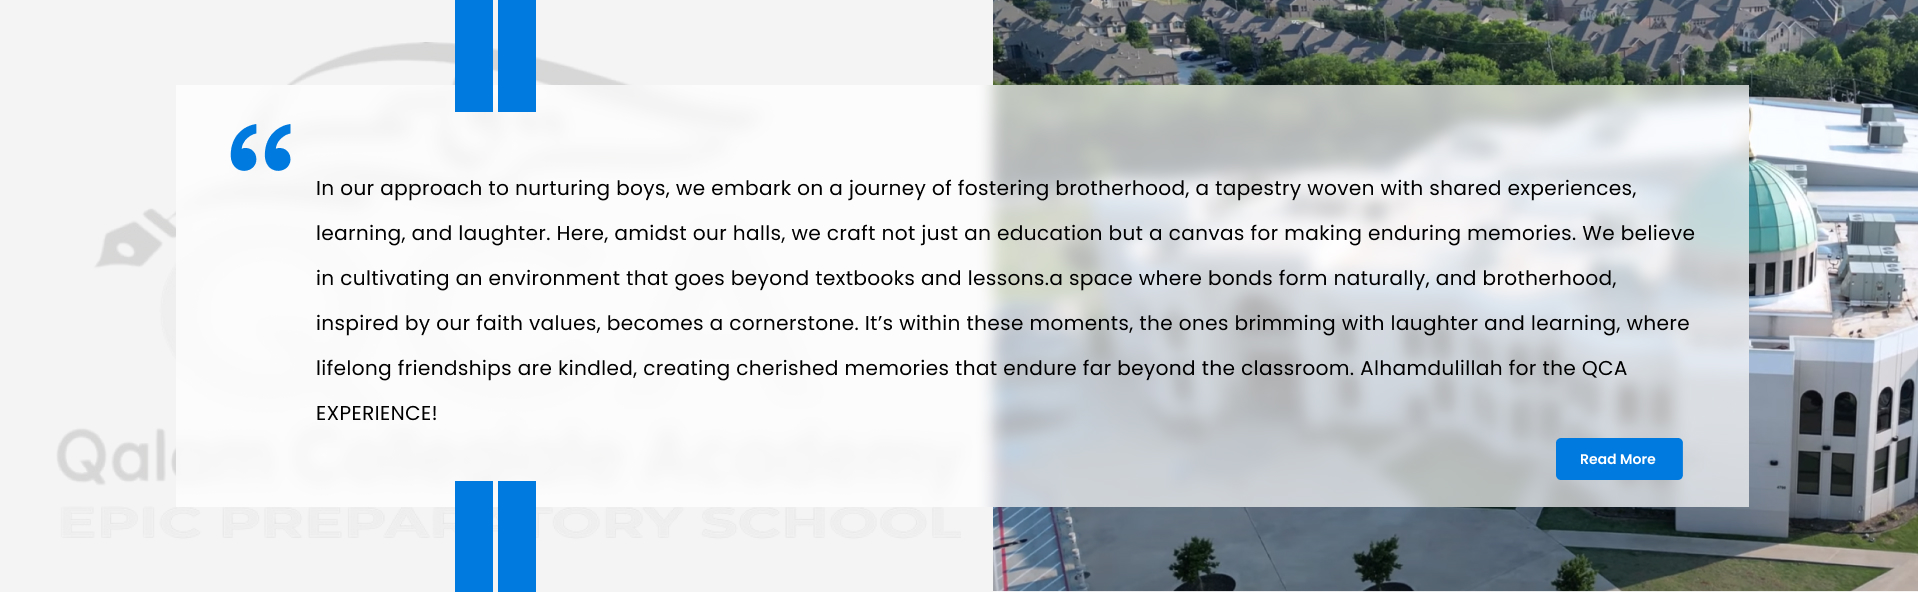 In our approach to nurturing boys, we embark on a journey of fostering brotherhood, a tapestry woven with shared experiences,
learning, and laughter. Here, amidst our halls, we craft not just an education but a canvas for making enduring memories. We believe
in cultivating an environment that goes beyond textbooks and lessons.a space where bonds form naturally, and brotherhood,
inspired by our faith values, becomes a cornerstone. It’s within these moments, the ones brimming with laughter and learning, where
lifelong friendships are kindled, creating cherished memories that endure far beyond the classroom. Alhamdulillah for the QCA
EXPERIENCE!
Read More
Qalam Collegiate Academy
EPIC PREPARATORY SCHOOL